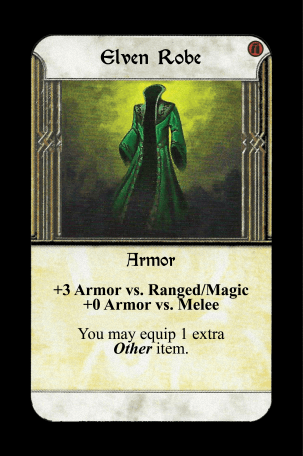 Elven Robe
Armor
+3 Armor vs. Ranged/Magic
+0 Armor vs. Melee
You may equip 1 extra
Other item.